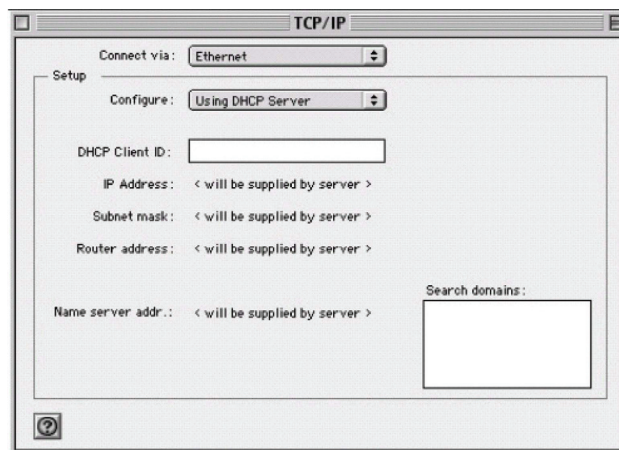 TCP/IP
Connect via: Ethernet
Setup
Configure: Using DHCP Server
DHCP Client ID:
IP Address: < will be supplied by server >
Subnet mask: < will be supplied by server >
Router address: < will be supplied by server >
Search domains:
Name server addr.: < will be supplied by server >
?